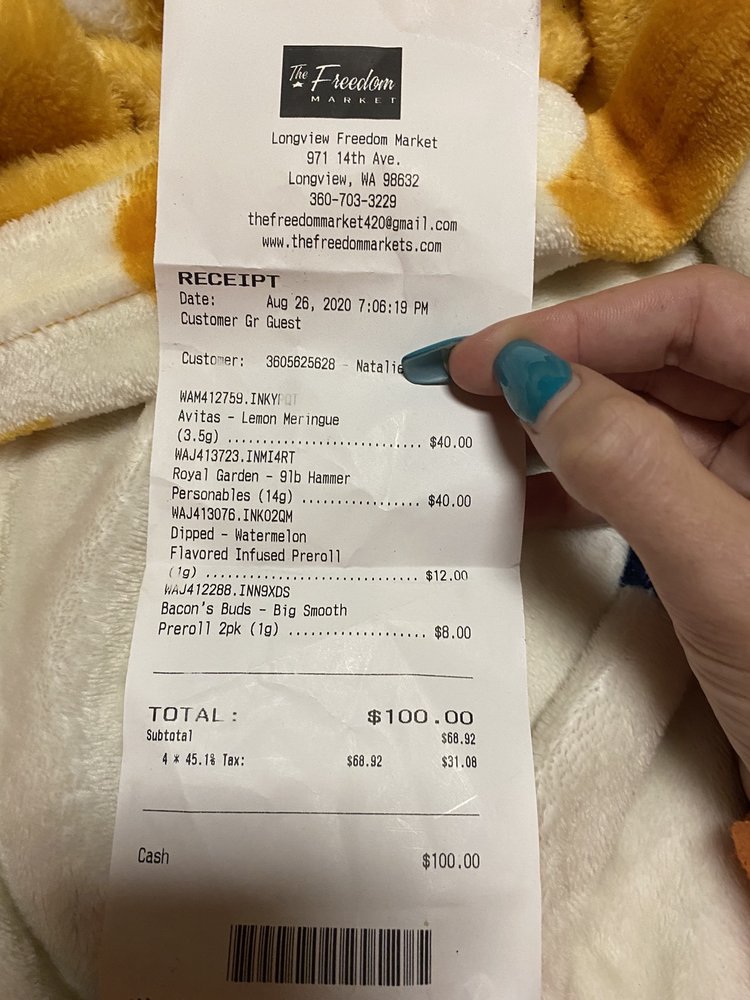 The Freedom
MARKET
Longview Freedom Market
971 14th Ave.
Longview, WA 98632
360-703-3229
thefreedommarket420@gmail.com
www.thefreedommarkets.com
RECEIPT
Date: Aug 26, 2020 7:06:19 PM
Customer Gr Guest
Customer: 3605625628 - Natalie
WAM412759.INKYPQT
Avitas - Lemon Meringue
(3.5g) ............................ $40.00
WAJ413723.INMI4RT
Royal Garden - 9lb Hammer
Personables (14g) ................. $40.00
WAJ413076.INKO2QM
Dipped - Watermelon
Flavored Infused Preroll
(1g) .............................. $12.00
WAJ412288.INN9XDS
Bacon's Buds - Big Smooth
Preroll 2pk (1g) .................... $8.00
TOTAL: $100.00
Subtotal $68.92
4 * 45.1% Tax: $68.92 $31.08
Cash $100.00